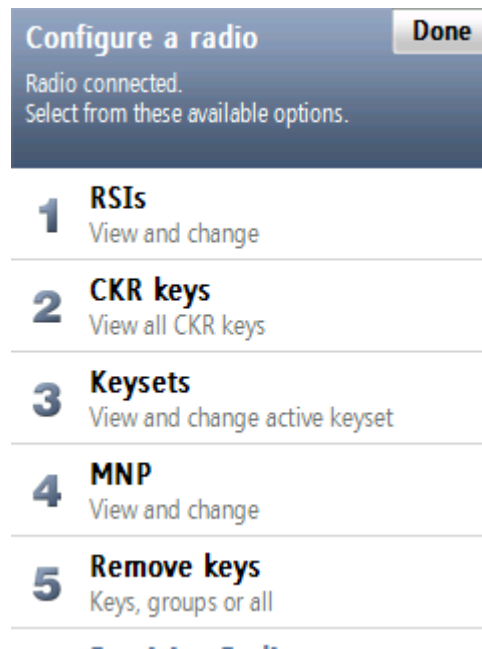 Configure a radio
Done
Radio connected.
Select from these available options.
1
RSIs
View and change
2
CKR keys
View all CKR keys
3
Keysets
View and change active keyset
4
MNP
View and change
5
Remove keys
Keys, groups or all